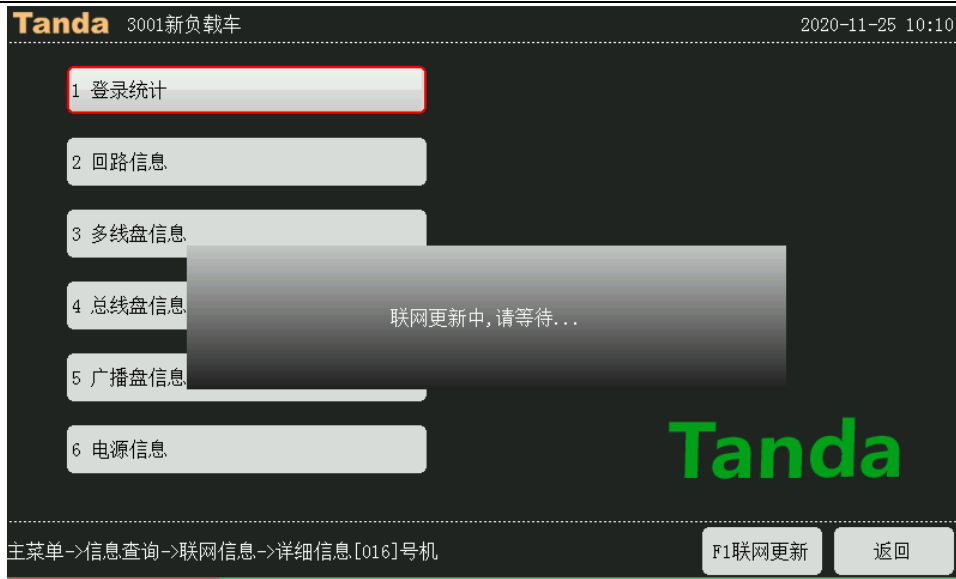 Tanda 3001新负载车 2020-11-25 10:10
1 登录统计
2 回路信息
3 多线盘信息
4 总线盘信息
联网更新中,请等待...
5 广播盘信息
6 电源信息
Tanda
主菜单->信息查询->联网信息->详细信息[016]号机 F1联网更新 返回